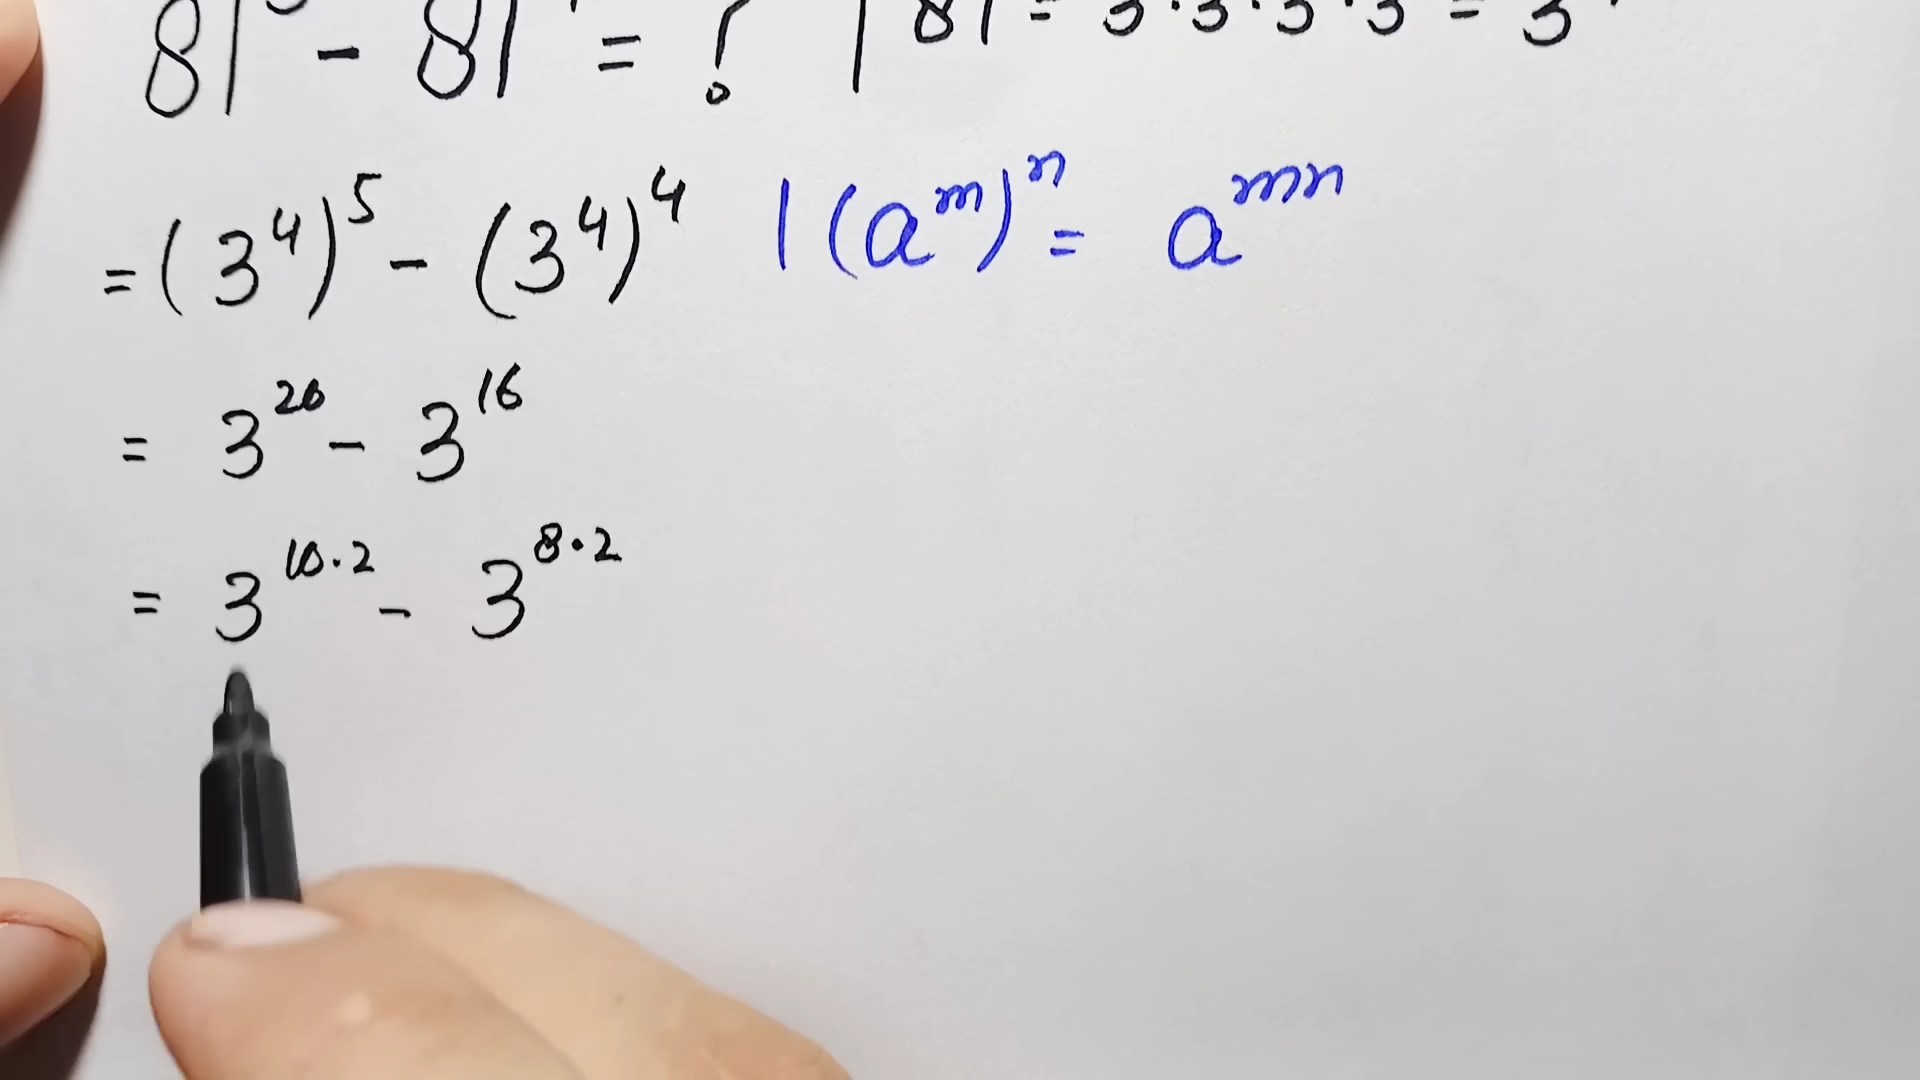 81⁵ - 81 = ? | 81 = 3·3·3·3 = 3
= (3⁴)⁵ - (3⁴)⁴ | (aᵐ)ⁿ = aᵐⁿ
= 3²⁰ - 3¹⁶
= 3¹⁰·² - 3⁸·²